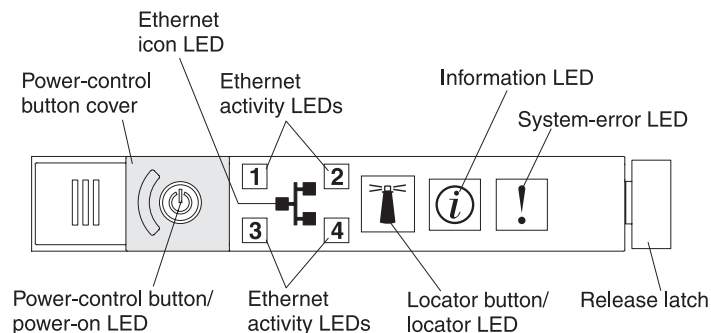 Ethernet
icon LED
Power-control
button cover
Ethernet
activity LEDs
Information LED
System-error LED
1
2
i
!
3
4
Power-control button/
power-on LED
Ethernet
activity LEDs
Locator button/
locator LED
Release latch